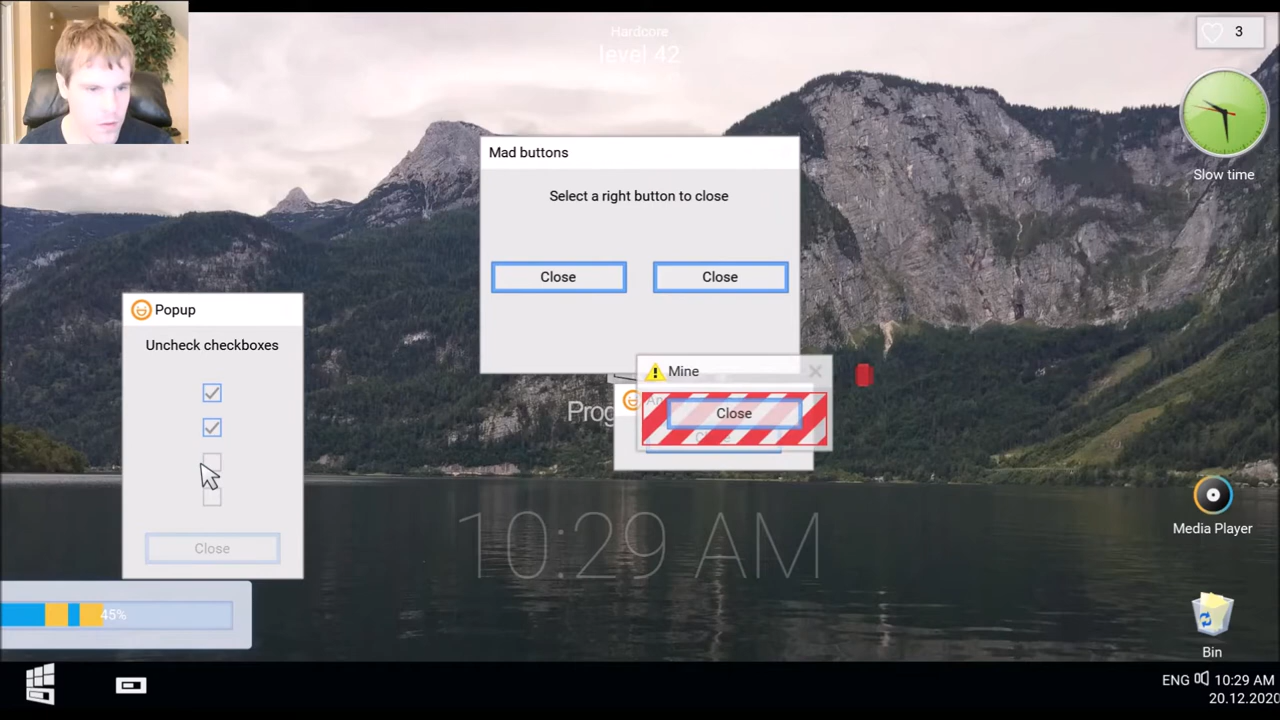 Hardcore
level 42
3
Slow time
Mad buttons
Select a right button to close
Close
Close
Popup
Uncheck checkboxes
Close
Mine
Close
10:29 AM
45%
Media Player
Bin
ENG
10:29 AM
20.12.2020